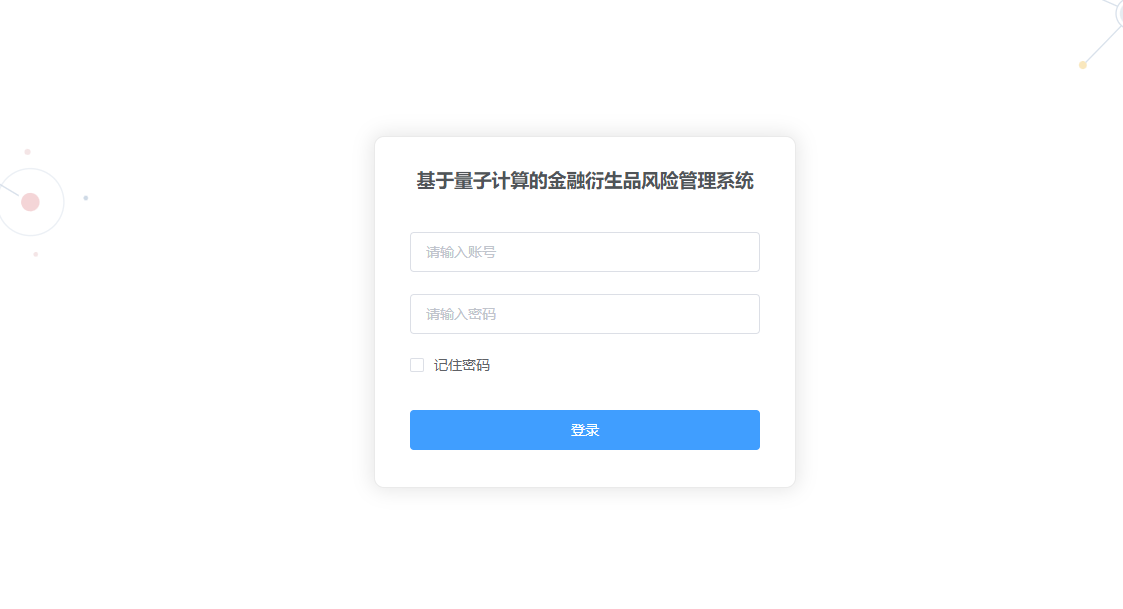 基于量子计算的金融衍生品风险管理系统
请输入账号
请输入密码
记住密码
登录